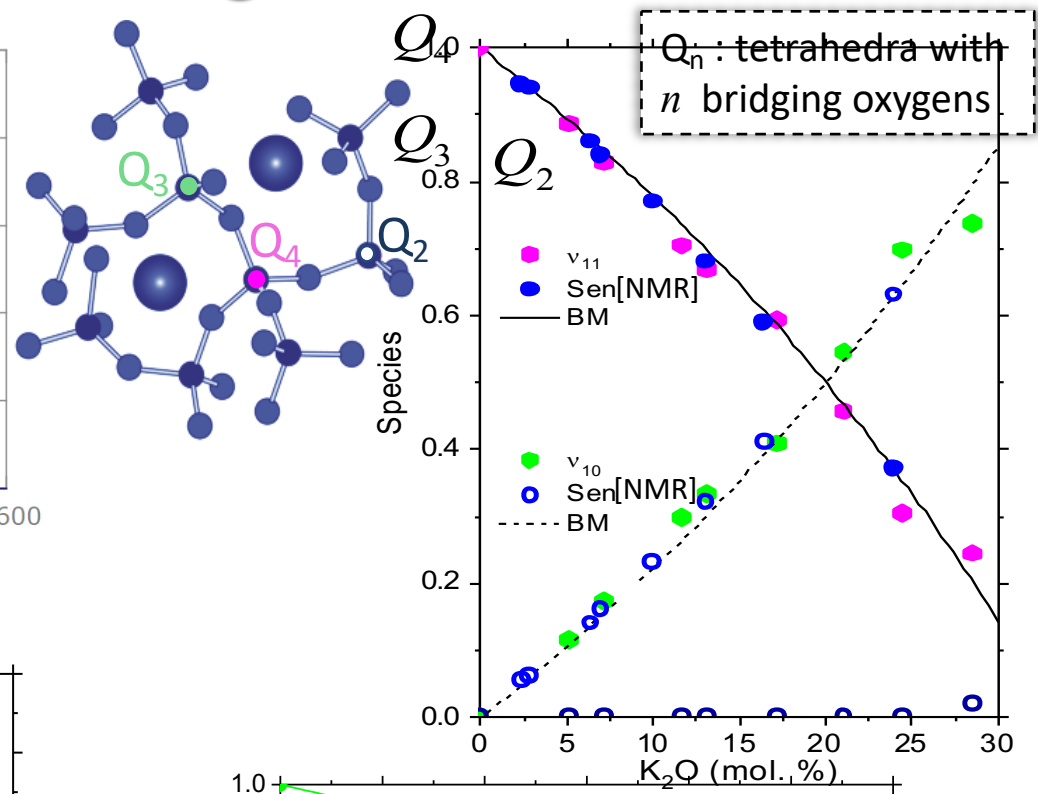 Q4
1.0
Qn : tetrahedra with
n bridging oxygens
Q3
Q2
Q3
Q4
Q2
0.8
0.6
0.4
0.2
0.0
Species
ν11
Sen[NMR]
BM
ν10
Sen[NMR]
BM
600
0
5
10
15
20
25
30
K2O (mol. %)
1.0